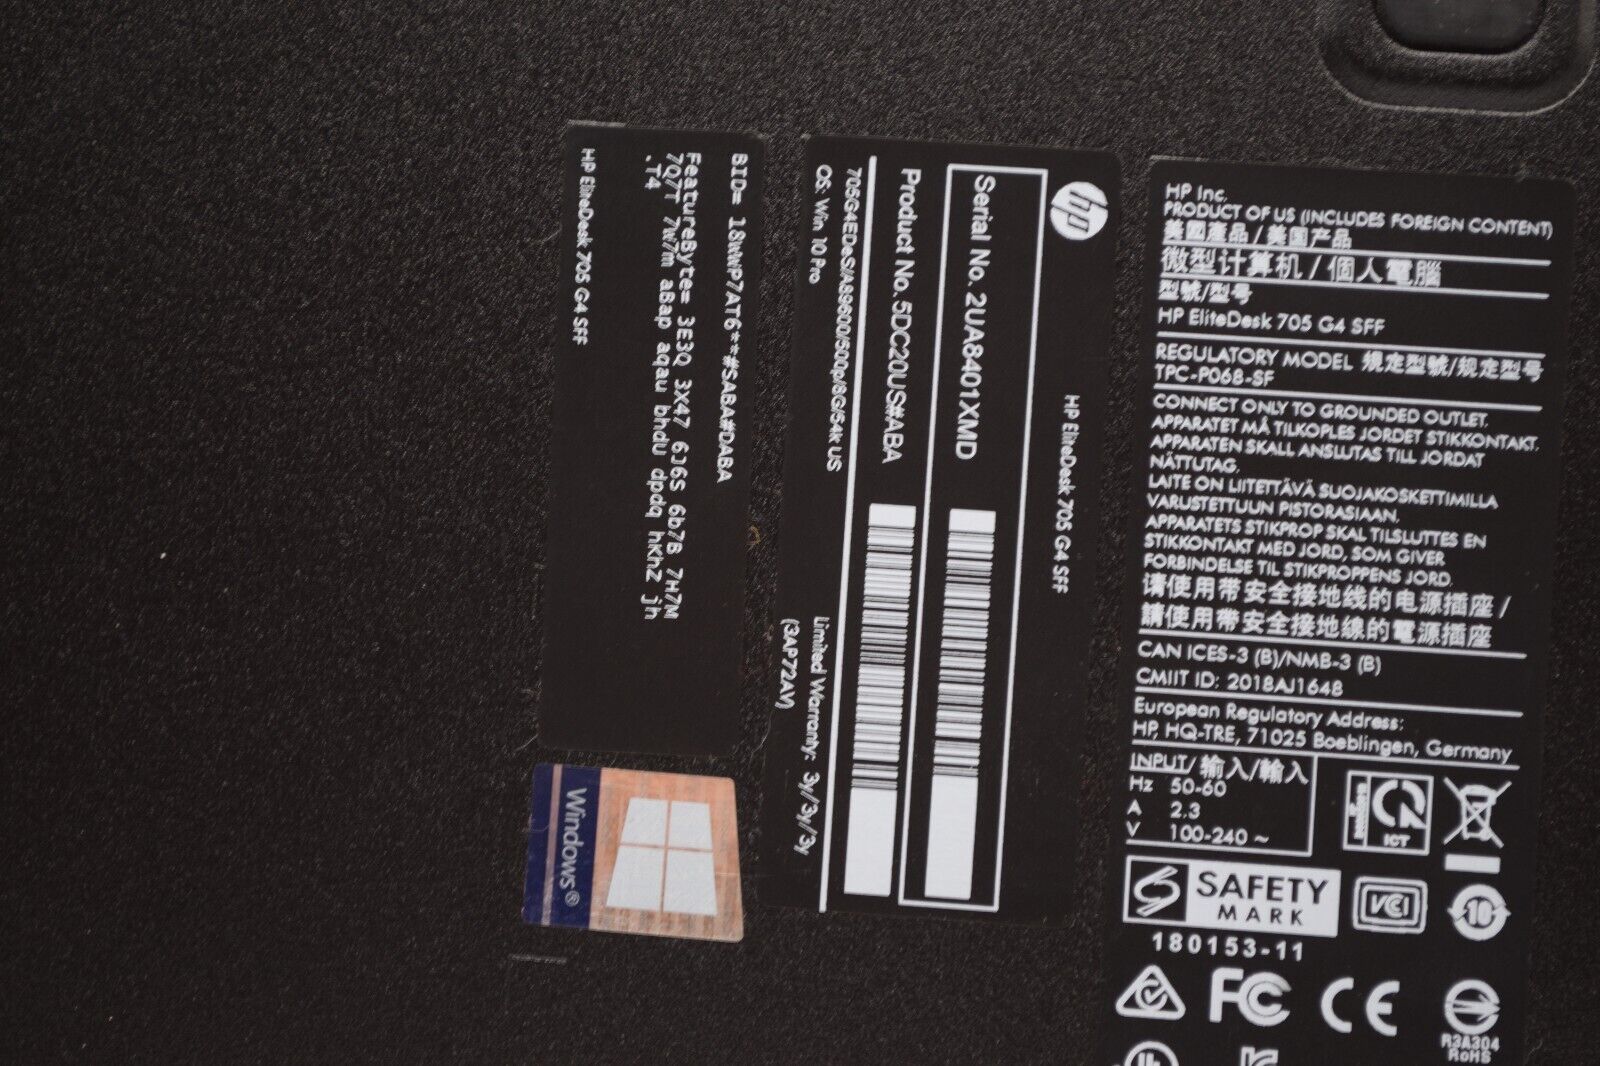 HP Inc.
PRODUCT OF US (INCLUDES FOREIGN CONTENT)
美國產品 / 美国产品
微型计算机 / 個人電腦
型號/型号
HP EliteDesk 705 G4 SFF
REGULATORY MODEL 規定型號/规定型号
TPC-P068-SF
CONNECT ONLY TO GROUNDED OUTLET.
APPARATET MÅ TILKOPLES JORDET STIKKONTAKT.
APPARATEN SKALL ANSLUTAS TILL JORDAT
NÄTTUTAG.
LAITE ON LIITETTÄVÄ SUOJAKOSKETTIMILLA
VARUSTETTUUN PISTORASIAAN.
APPARATETS STIKPROP SKAL TILSLUTTES EN
STIKKONTAKT MED JORD, SOM GIVER
FORBINDELSE TIL STIKPROPPENS JORD.
请使用带安全接地线的电源插座 /
請使用帶安全接地線的電源插座
CAN ICES-3 (B)/NMB-3 (B)
CMIIT ID: 2018AJ1648
European Regulatory Address:
HP, HQ-TRE, 71025 Boeblingen, Germany
INPUT/ 输入/輸入
Hz 50-60
A 2.3
V 100-240 ~
ICT
SAFETY
MARK
180153-11
VCI
10
FC
CE
R3A304
RoHS
hp
HP EliteDesk 705 G4 SFF
Serial No. 2UA8401XMD
Product No. 5DC20US#ABA
705G4EDeS/A89600/500p/8G/54k US
OS: Win 10 Pro
Limited Warranty: 3y/3y/3y
(3AP72AV)
BID= 18WWP7AT6**#SABA#DABA
FeatureByte= 3E3Q 3X47 6J6S 6b7B 7H7M
7Q7T 7W7m aBap aqau bhdu dpdq hKhZ jh
.T4
HP EliteDesk 705 G4 SFF
Windows®